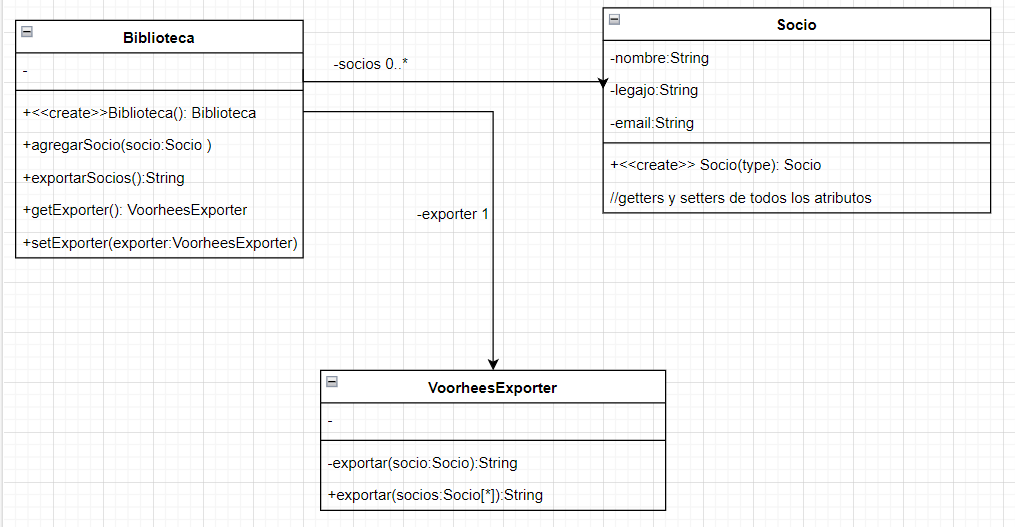 Biblioteca
-
+<<create>>Biblioteca(): Biblioteca
+agregarSocio(socio:Socio )
+exportarSocios():String
+getExporter(): VoorheesExporter
+setExporter(exporter:VoorheesExporter)
-socios 0..*
Socio
-nombre:String
-legajo:String
-email:String
+<<create>> Socio(type): Socio
//getters y setters de todos los atributos
-exporter 1
VoorheesExporter
-
-exportar(socio:Socio):String
+exportar(socios:Socio[*]):String